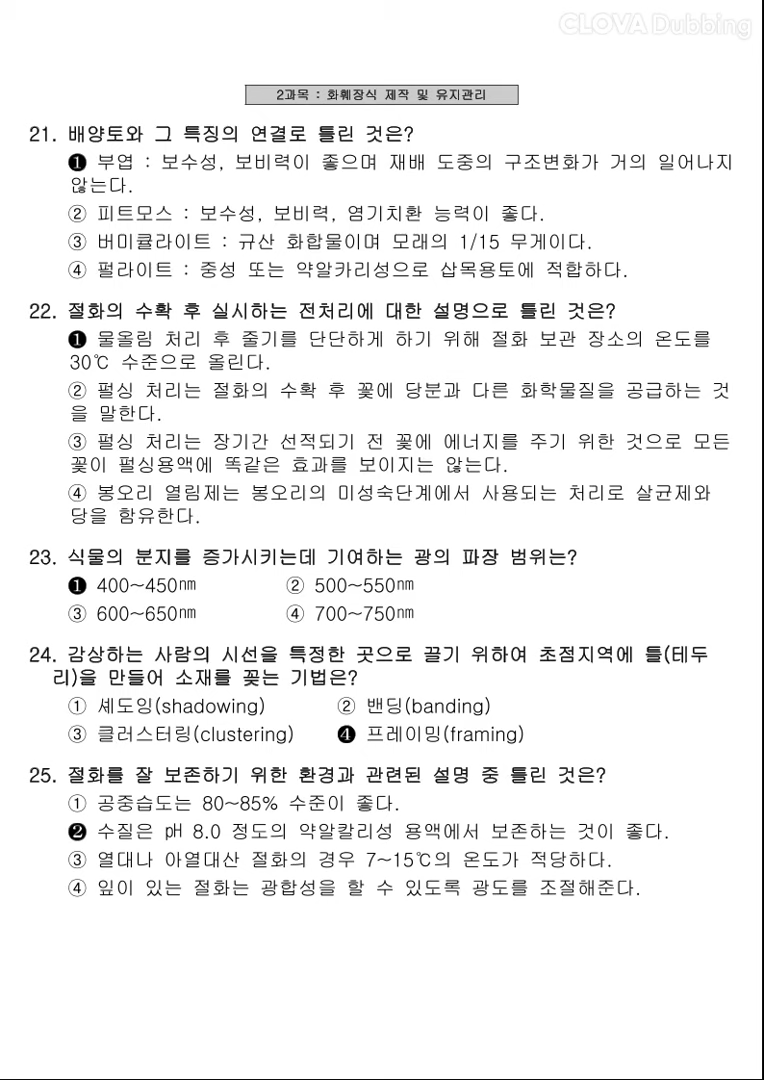 CLOVA Dubbing
2과목 : 화훼장식 제작 및 유지관리
21. 배양토와 그 특징의 연결로 틀린 것은?
❶ 부엽 : 보수성, 보비력이 좋으며 재배 도중의 구조변화가 거의 일어나지
않는다.
② 피트모스 : 보수성, 보비력, 염기치환 능력이 좋다.
③ 버미큘라이트 : 규산 화합물이며 모래의 1/15 무게이다.
④ 펄라이트 : 중성 또는 약알카리성으로 삽목용토에 적합하다.
22. 절화의 수확 후 실시하는 전처리에 대한 설명으로 틀린 것은?
❶ 물올림 처리 후 줄기를 단단하게 하기 위해 절화 보관 장소의 온도를
30℃ 수준으로 올린다.
② 펄싱 처리는 절화의 수확 후 꽃에 당분과 다른 화학물질을 공급하는 것
을 말한다.
③ 펄싱 처리는 장기간 선적되기 전 꽃에 에너지를 주기 위한 것으로 모든
꽃이 펄싱용액에 똑같은 효과를 보이지는 않는다.
④ 봉오리 열림제는 봉오리의 미성숙단계에서 사용되는 처리로 살균제와
당을 함유한다.
23. 식물의 분지를 증가시키는데 기여하는 광의 파장 범위는?
❶ 400~450㎚ ② 500~550㎚
③ 600~650㎚ ④ 700~750㎚
24. 감상하는 사람의 시선을 특정한 곳으로 끌기 위하여 초점지역에 틀(테두
리)을 만들어 소재를 꽂는 기법은?
① 셰도잉(shadowing) ② 밴딩(banding)
③ 클러스터링(clustering) ❹ 프레이밍(framing)
25. 절화를 잘 보존하기 위한 환경과 관련된 설명 중 틀린 것은?
① 공중습도는 80~85% 수준이 좋다.
❷ 수질은 pH 8.0 정도의 약알칼리성 용액에서 보존하는 것이 좋다.
③ 열대나 아열대산 절화의 경우 7~15℃의 온도가 적당하다.
④ 잎이 있는 절화는 광합성을 할 수 있도록 광도를 조절해준다.